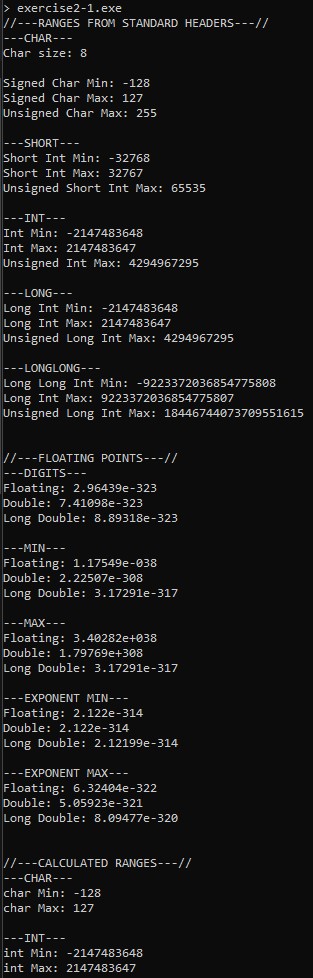 > exercise2-1.exe
//---RANGES FROM STANDARD HEADERS---//
---CHAR---
Char size: 8
Signed Char Min: -128
Signed Char Max: 127
Unsigned Char Max: 255
---SHORT---
Short Int Min: -32768
Short Int Max: 32767
Unsigned Short Int Max: 65535
---INT---
Int Min: -2147483648
Int Max: 2147483647
Unsigned Int Max: 4294967295
---LONG---
Long Int Min: -2147483648
Long Int Max: 2147483647
Unsigned Long Int Max: 4294967295
---LONGLONG---
Long Long Int Min: -9223372036854775808
Long Int Max: 9223372036854775807
Unsigned Long Int Max: 18446744073709551615
//---FLOATING POINTS---//
---DIGITS---
Floating: 2.96439e-323
Double: 7.41098e-323
Long Double: 8.89318e-323
---MIN---
Floating: 1.17549e-038
Double: 2.22507e-308
Long Double: 3.17291e-317
---MAX---
Floating: 3.40282e+038
Double: 1.79769e+308
Long Double: 3.17291e-317
---EXPONENT MIN---
Floating: 2.122e-314
Double: 2.122e-314
Long Double: 2.12199e-314
---EXPONENT MAX---
Floating: 6.32404e-322
Double: 5.05923e-321
Long Double: 8.09477e-320
//---CALCULATED RANGES---//
---CHAR---
char Min: -128
char Max: 127
---INT---
int Min: -2147483648
int Max: 2147483647